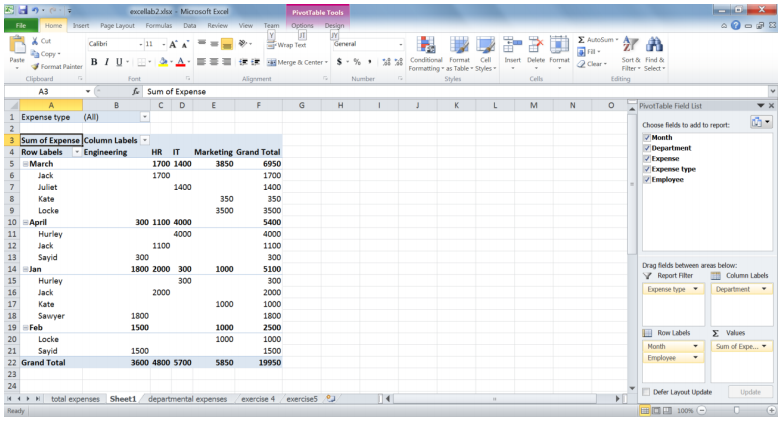 excellab2.xlsx - Microsoft Excel
PivotTable Tools
File Home Insert Page Layout Formulas Data Review View Team Options Design
Y JT JY
Paste
Cut
Copy
Format Painter
Clipboard
Calibri 11 A A
B I U A
Font
Wrap Text
Merge & Center
Alignment
General
$ % ,
Number
Conditional Formatting
Format as Table
Cell Styles
Styles
Insert Delete Format
Cells
Σ AutoSum
Fill
Clear
Sort & Filter
Find & Select
Editing
A3 fx Sum of Expense
A B C D E F G H I J K L M N O
1 Expense type (All)
2
3 Sum of Expense Column Labels
4 Row Labels Engineering HR IT Marketing Grand Total
5 March 1700 1400 3850 6950
6 Jack 1700 1700
7 Juliet 1400 1400
8 Kate 350 350
9 Locke 3500 3500
10 April 300 1100 4000 5400
11 Hurley 4000 4000
12 Jack 1100 1100
13 Sayid 300 300
14 Jan 1800 2000 300 1000 5100
15 Hurley 300 300
16 Jack 2000 2000
17 Kate 1000 1000
18 Sawyer 1800 1800
19 Feb 1500 1000 2500
20 Locke 1000 1000
21 Sayid 1500 1500
22 Grand Total 3600 4800 5700 5850 19950
23
24
PivotTable Field List
Choose fields to add to report:
Month
Department
Expense
Expense type
Employee
Drag fields between areas below:
Report Filter Column Labels
Expense type Department
Row Labels Σ Values
Month Sum of Expe...
Employee
Defer Layout Update Update
total expenses Sheet1 departmental expenses exercise 4 exercise5
Ready 100%